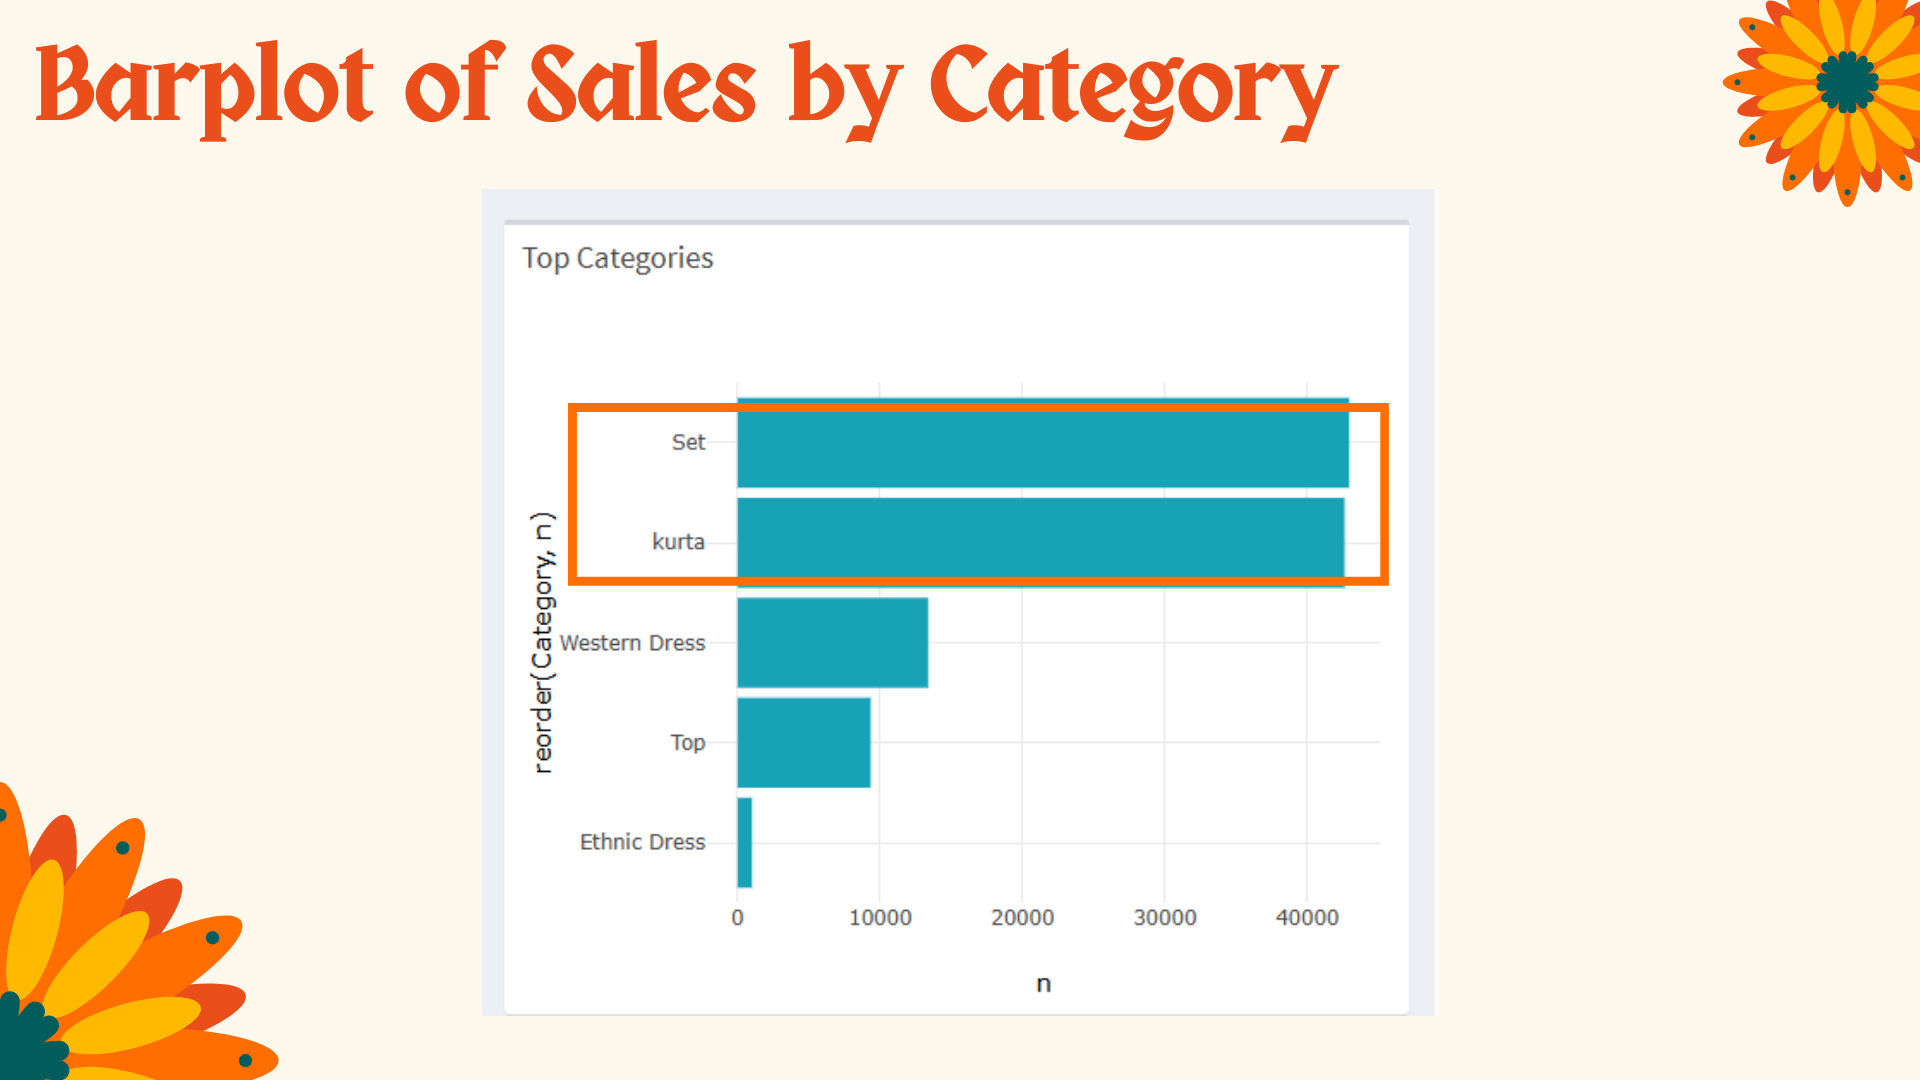 Barplot of Sales by Category
Top Categories
reorder(Category, n)
Set
kurta
Western Dress
Top
Ethnic Dress
0 10000 20000 30000 40000
n